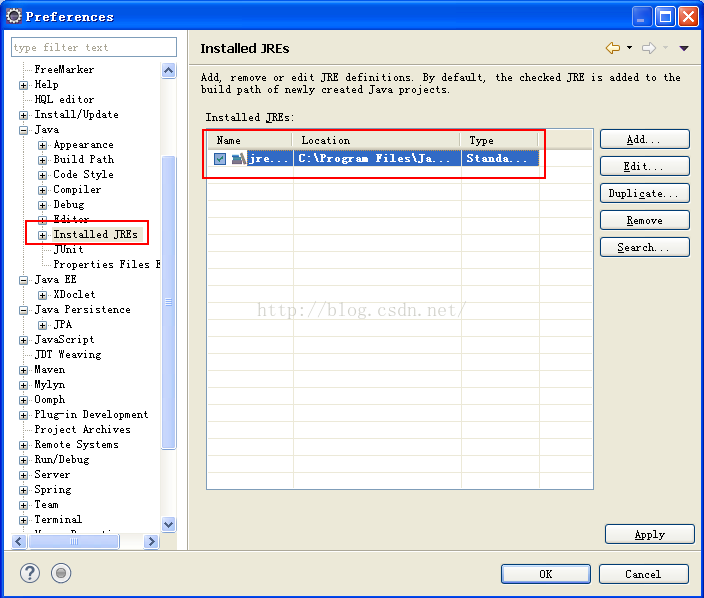 Preferences
type filter text
FreeMarker
Help
HQL editor
Install/Update
Java
Appearance
Build Path
Code Style
Compiler
Debug
Editor
Installed JREs
JUnit
Properties Files E
Java EE
XDoclet
Java Persistence
JPA
JavaScript
JDT Weaving
Maven
Mylyn
Oomph
Plug-in Development
Project Archives
Remote Systems
Run/Debug
Server
Spring
Team
Terminal
Installed JREs
Add, remove or edit JRE definitions. By default, the checked JRE is added to the
build path of newly created Java projects.
Installed JREs:
Name Location Type
jre... C:\Program Files\Ja... Standa...
Add...
Edit...
Duplicate...
Remove
Search...
http://blog.csdn.net/
Apply
OK Cancel